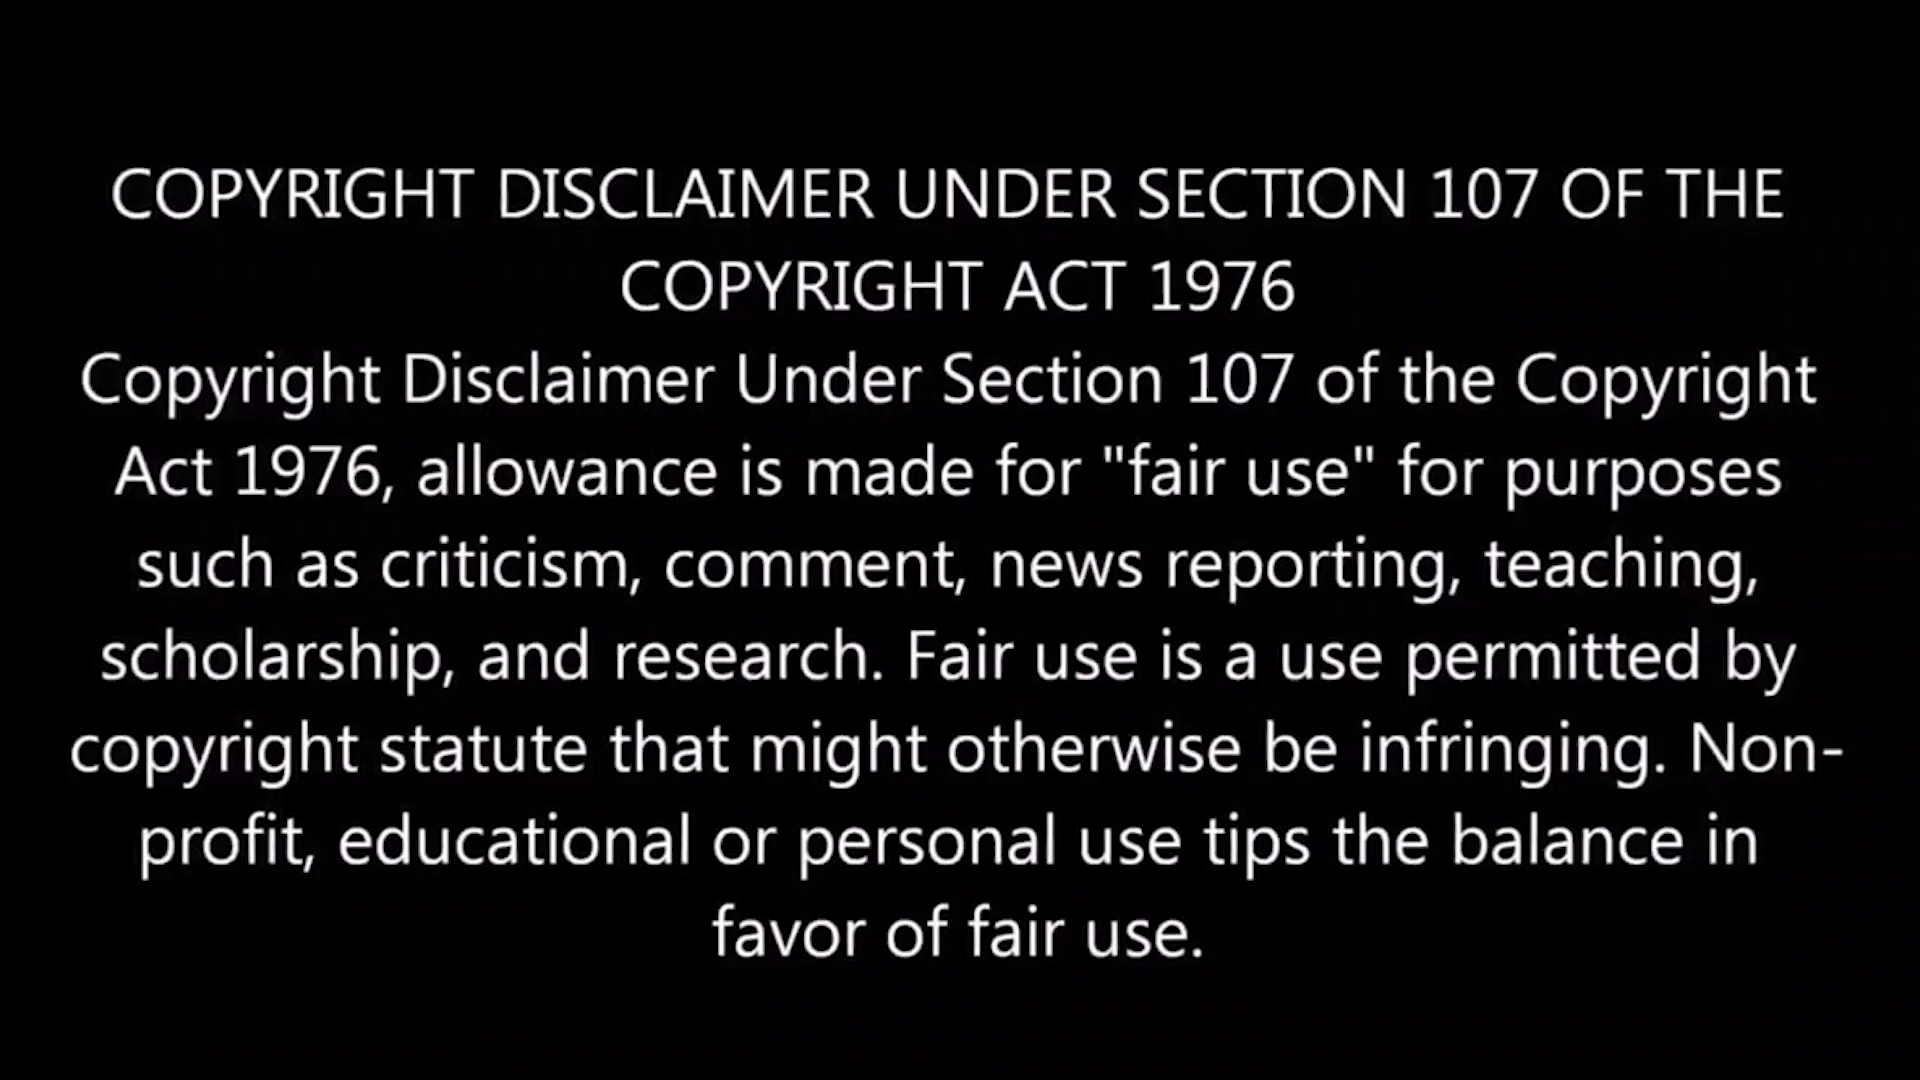 COPYRIGHT DISCLAIMER UNDER SECTION 107 OF THE
COPYRIGHT ACT 1976
Copyright Disclaimer Under Section 107 of the Copyright
Act 1976, allowance is made for "fair use" for purposes
such as criticism, comment, news reporting, teaching,
scholarship, and research. Fair use is a use permitted by
copyright statute that might otherwise be infringing. Non-
profit, educational or personal use tips the balance in
favor of fair use.